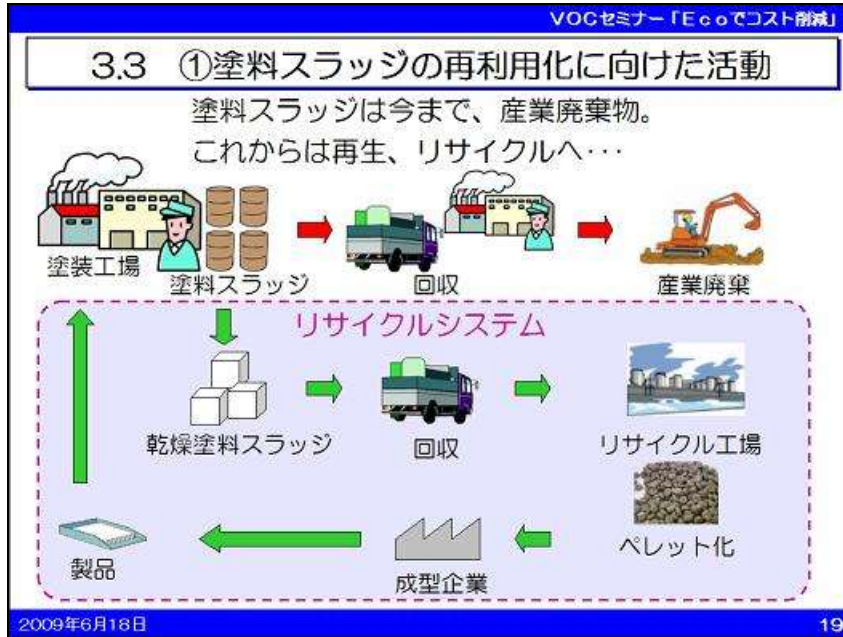 VOCセミナー「Ecoでコスト削減」
3.3 ①塗料スラッジの再利用化に向けた活動
塗料スラッジは今まで、産業廃棄物。
これからは再生、リサイクルへ･･･
塗装工場
塗料スラッジ
回収
産業廃棄
リサイクルシステム
乾燥塗料スラッジ
回収
リサイクル工場
ペレット化
製品
成型企業
2009年6月18日
19